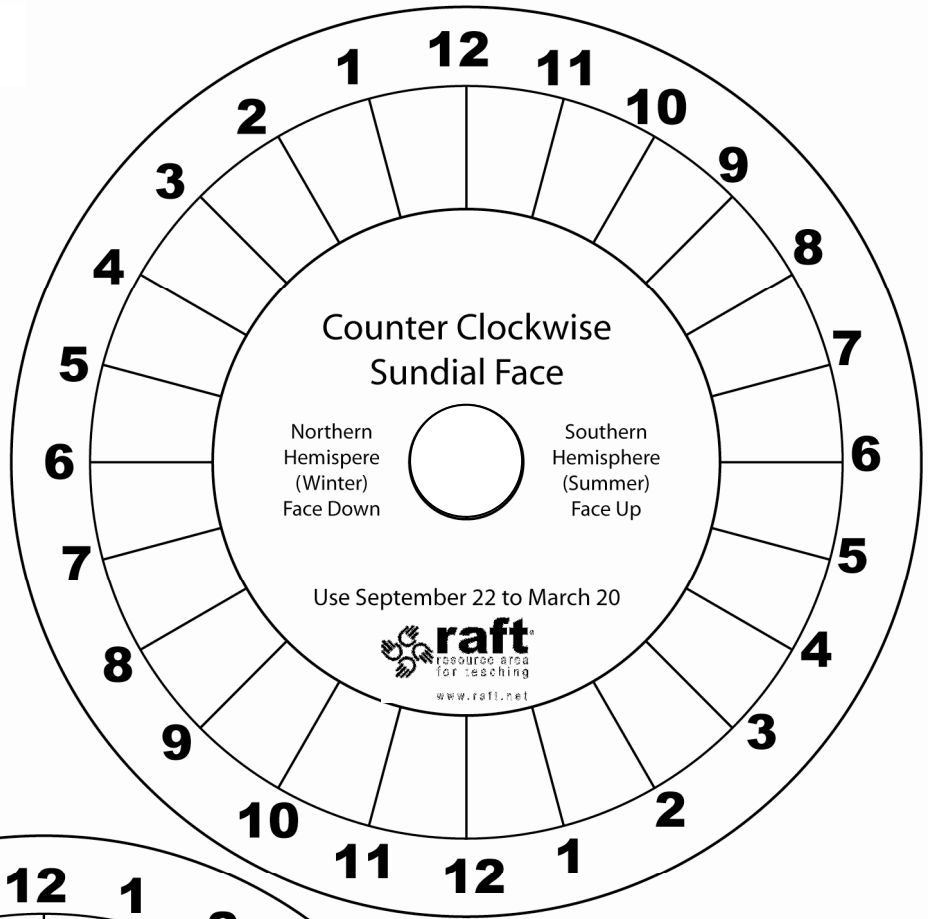 12
11
10
9
8
7
6
5
4
3
2
1
12
11
10
9
8
7
6
5
4
3
2
1
Counter Clockwise
Sundial Face
Northern
Hemispere
(Winter)
Face Down
Southern
Hemisphere
(Summer)
Face Up
Use September 22 to March 20
raft
resource area
for teaching
www.raft.net
12
1